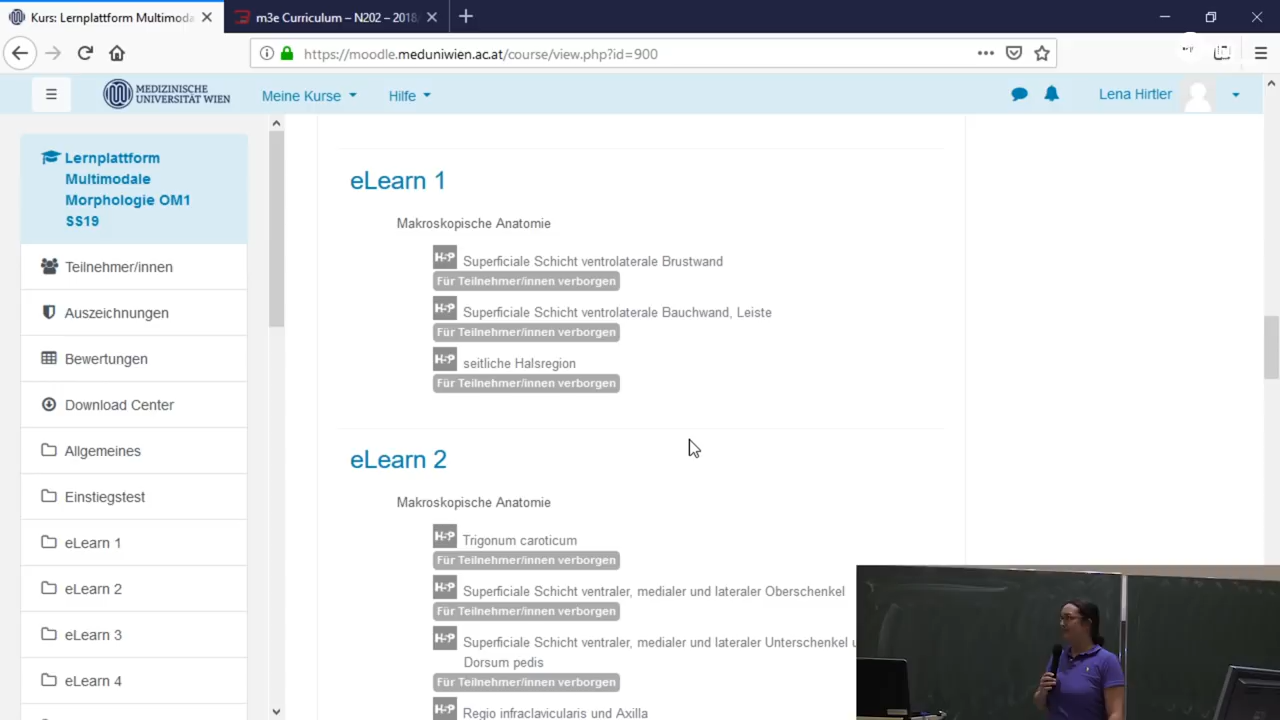 Kurs: Lernplattform Multimoda
m3e Curriculum – N202 – 2018
https://moodle.meduniwien.ac.at/course/view.php?id=900
MEDIZINISCHE
UNIVERSITÄT WIEN
Meine Kurse
Hilfe
Lena Hirtler
Lernplattform
Multimodale
Morphologie OM1
SS19
Teilnehmer/innen
Auszeichnungen
Bewertungen
Download Center
Allgemeines
Einstiegstest
eLearn 1
eLearn 2
eLearn 3
eLearn 4
eLearn 1
Makroskopische Anatomie
H-P Superficiale Schicht ventrolaterale Brustwand
Für Teilnehmer/innen verborgen
H-P Superficiale Schicht ventrolaterale Bauchwand, Leiste
Für Teilnehmer/innen verborgen
H-P seitliche Halsregion
Für Teilnehmer/innen verborgen
eLearn 2
Makroskopische Anatomie
H-P Trigonum caroticum
Für Teilnehmer/innen verborgen
H-P Superficiale Schicht ventraler, medialer und lateraler Oberschenkel
Für Teilnehmer/innen verborgen
H-P Superficiale Schicht ventraler, medialer und lateraler Unterschenkel u
Dorsum pedis
Für Teilnehmer/innen verborgen
H-P Regio infraclavicularis und Axilla